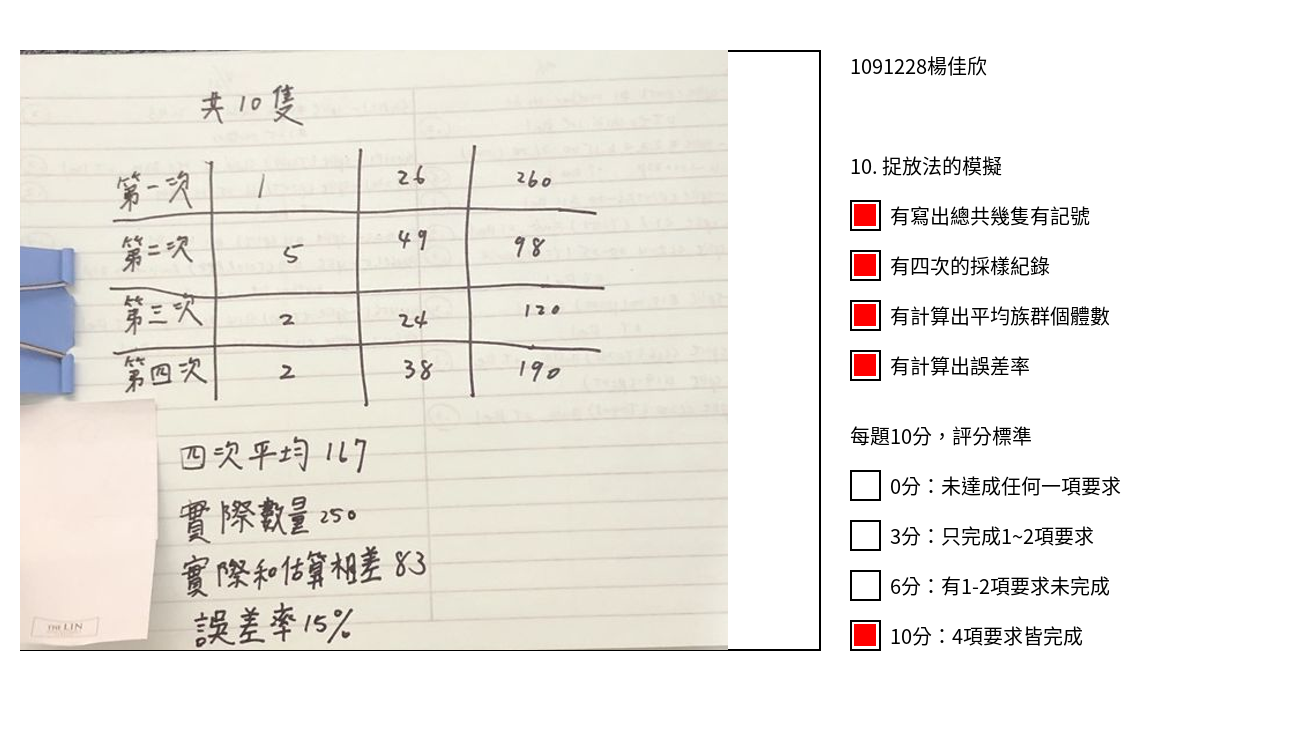 共10隻
第一次 1 26 260
第二次 5 49 98
第三次 2 24 120
第四次 2 38 190
四次平均 167
實際數量 250
實際和估算相差 83
誤差率 15%
THE LIN
1091228楊佳欣
10. 捉放法的模擬
有寫出總共幾隻有記號
有四次的採樣紀錄
有計算出平均族群個體數
有計算出誤差率
每題10分，評分標準
0分：未達成任何一項要求
3分：只完成1~2項要求
6分：有1-2項要求未完成
10分：4項要求皆完成